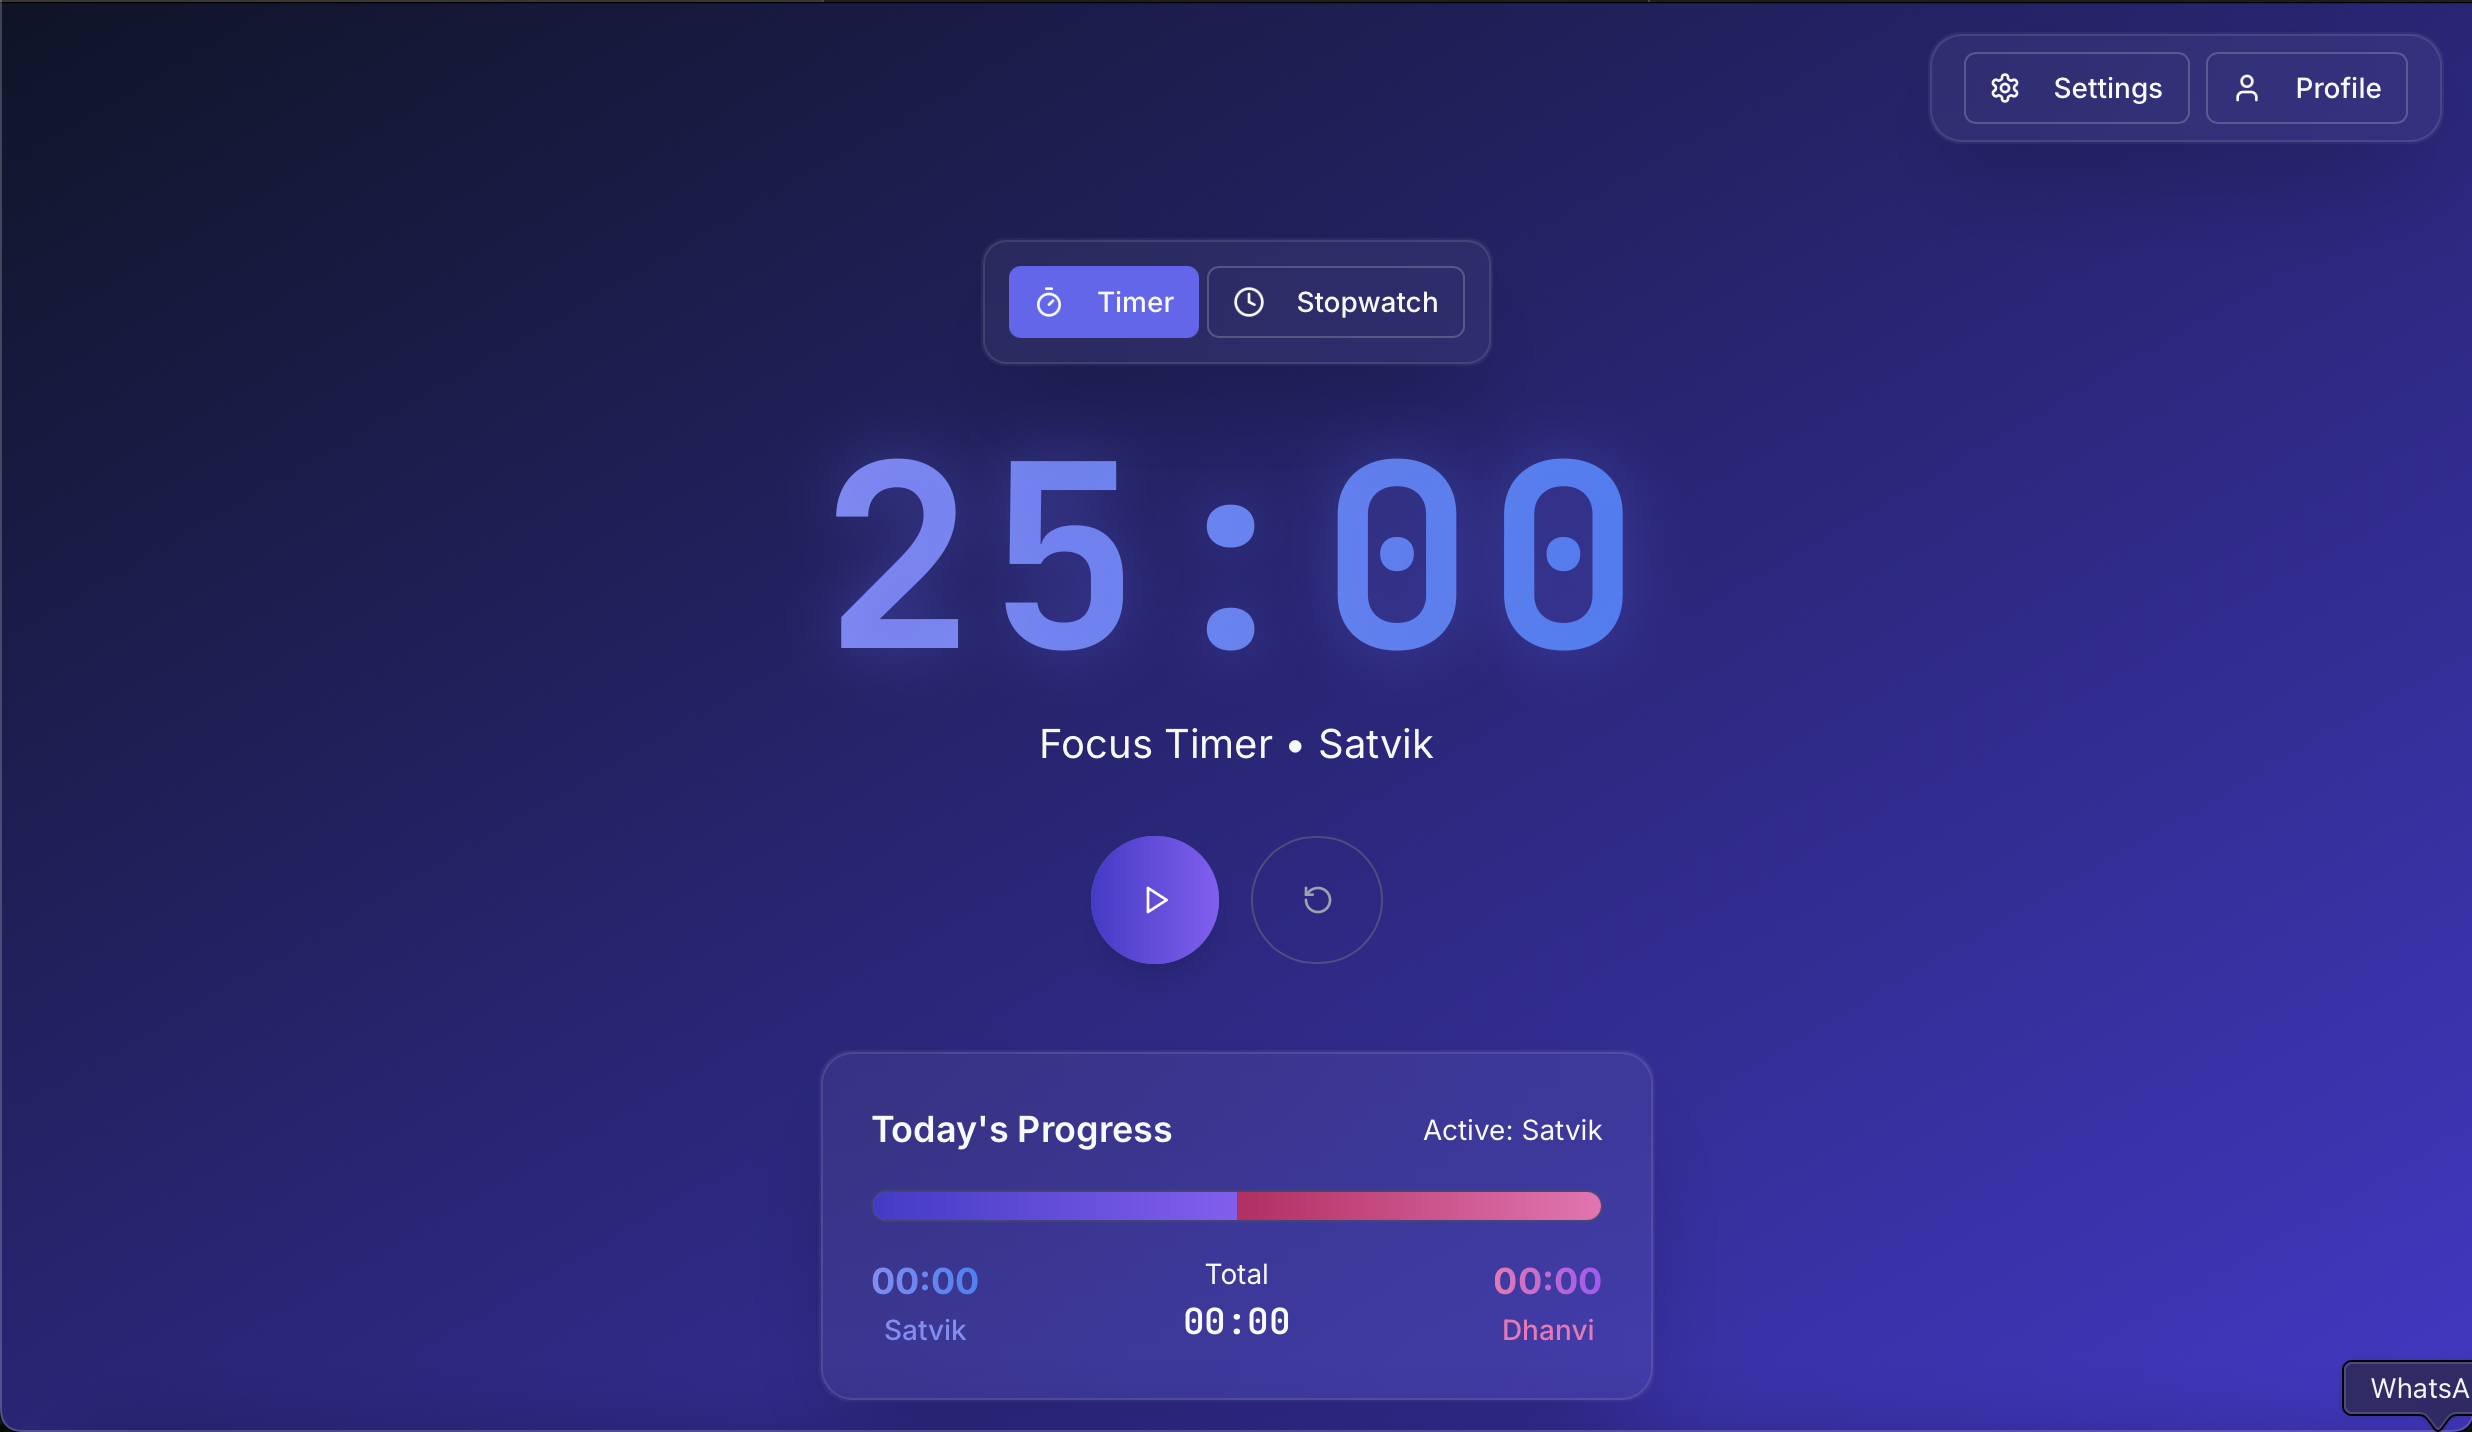 Settings
Profile
Timer
Stopwatch
25:00
Focus Timer • Satvik
Today's Progress
Active: Satvik
00:00
Total
00:00
Satvik
00:00
Dhanvi
WhatsA